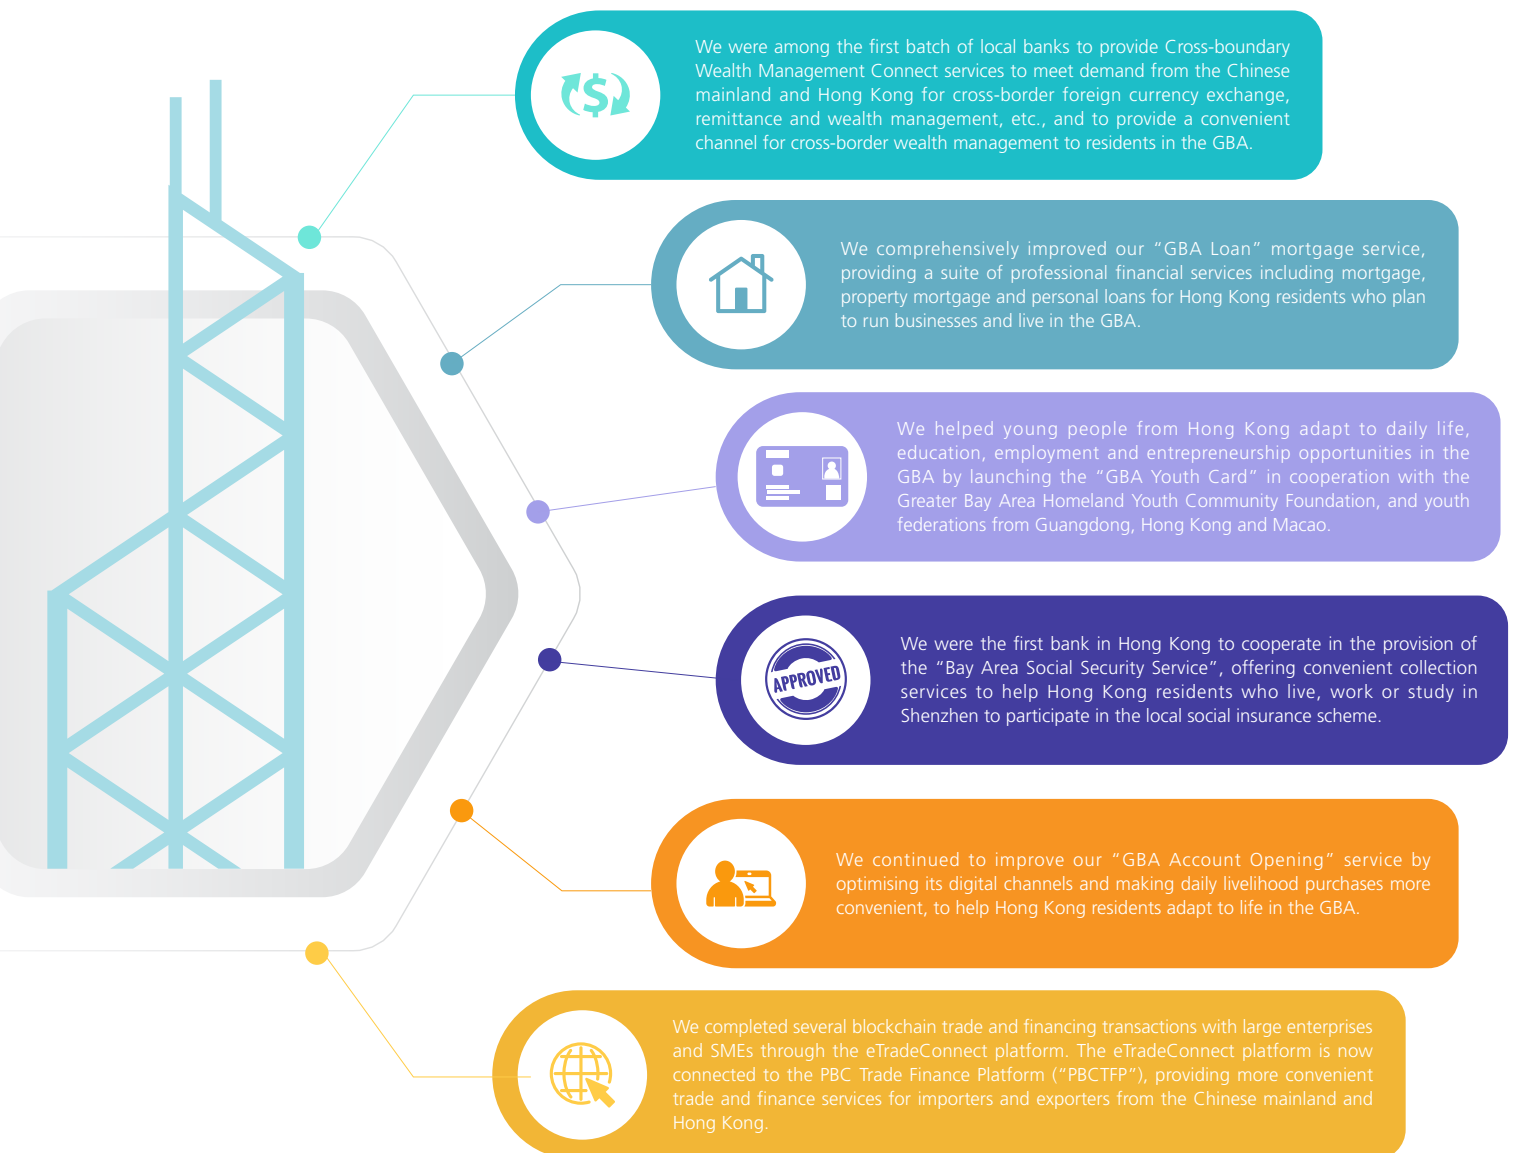 We were among the first batch of local banks to provide Cross-boundary
Wealth Management Connect services to meet demand from the Chinese
mainland and Hong Kong for cross-border foreign currency exchange,
remittance and wealth management, etc., and to provide a convenient
channel for cross-border wealth management to residents in the GBA.
We comprehensively improved our “GBA Loan” mortgage service,
providing a suite of professional financial services including mortgage,
property mortgage and personal loans for Hong Kong residents who plan
to run businesses and live in the GBA.
We helped young people from Hong Kong adapt to daily life,
education, employment and entrepreneurship opportunities in the
GBA by launching the “GBA Youth Card” in cooperation with the
Greater Bay Area Homeland Youth Community Foundation, and youth
federations from Guangdong, Hong Kong and Macao.
APPROVED
We were the first bank in Hong Kong to cooperate in the provision of
the “Bay Area Social Security Service”, offering convenient collection
services to help Hong Kong residents who live, work or study in
Shenzhen to participate in the local social insurance scheme.
We continued to improve our “GBA Account Opening” service by
optimising its digital channels and making daily livelihood purchases more
convenient, to help Hong Kong residents adapt to life in the GBA.
We completed several blockchain trade and financing transactions with large enterprises
and SMEs through the eTradeConnect platform. The eTradeConnect platform is now
connected to the PBC Trade Finance Platform (“PBCTFP”), providing more convenient
trade and finance services for importers and exporters from the Chinese mainland and
Hong Kong.